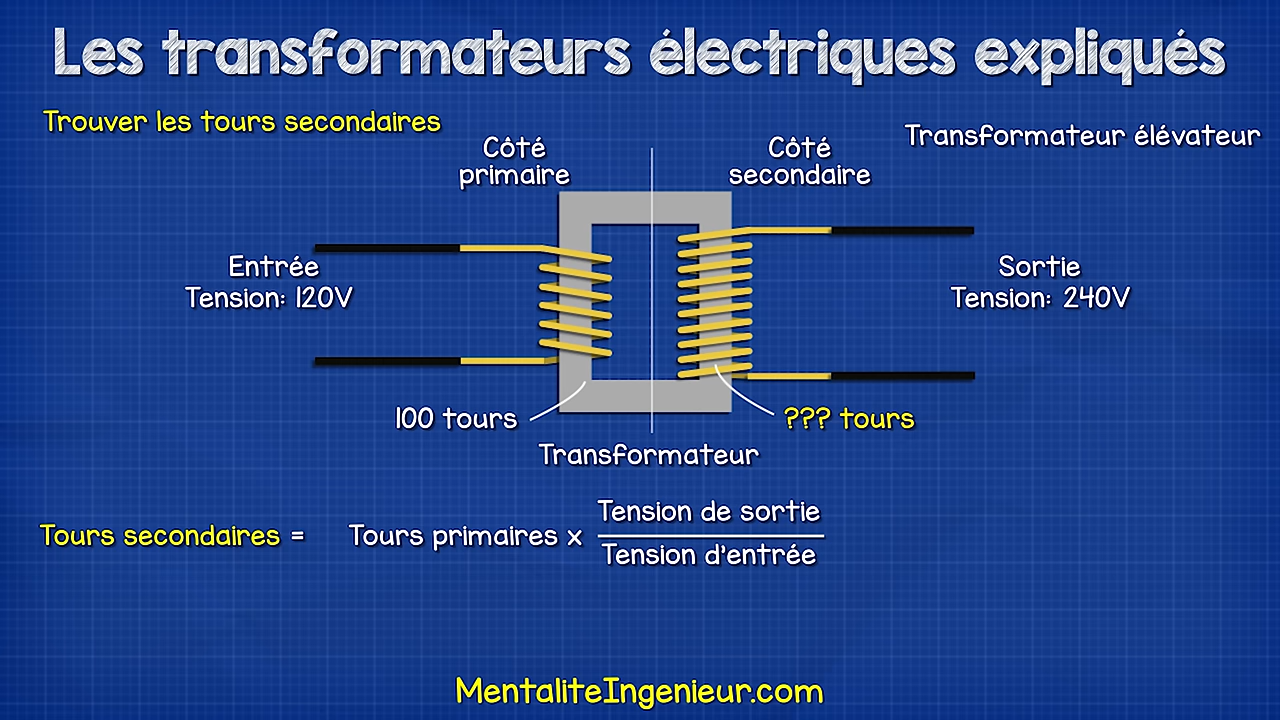 Les transformateurs électriques expliqués
Trouver les tours secondaires
Transformateur élévateur
Côté
primaire
Côté
secondaire
Entrée
Tension: 120V
Sortie
Tension: 240V
100 tours
??? tours
Transformateur
Tours secondaires = Tours primaires x Tension de sortie
Tension d'entrée
MentaliteIngenieur.com